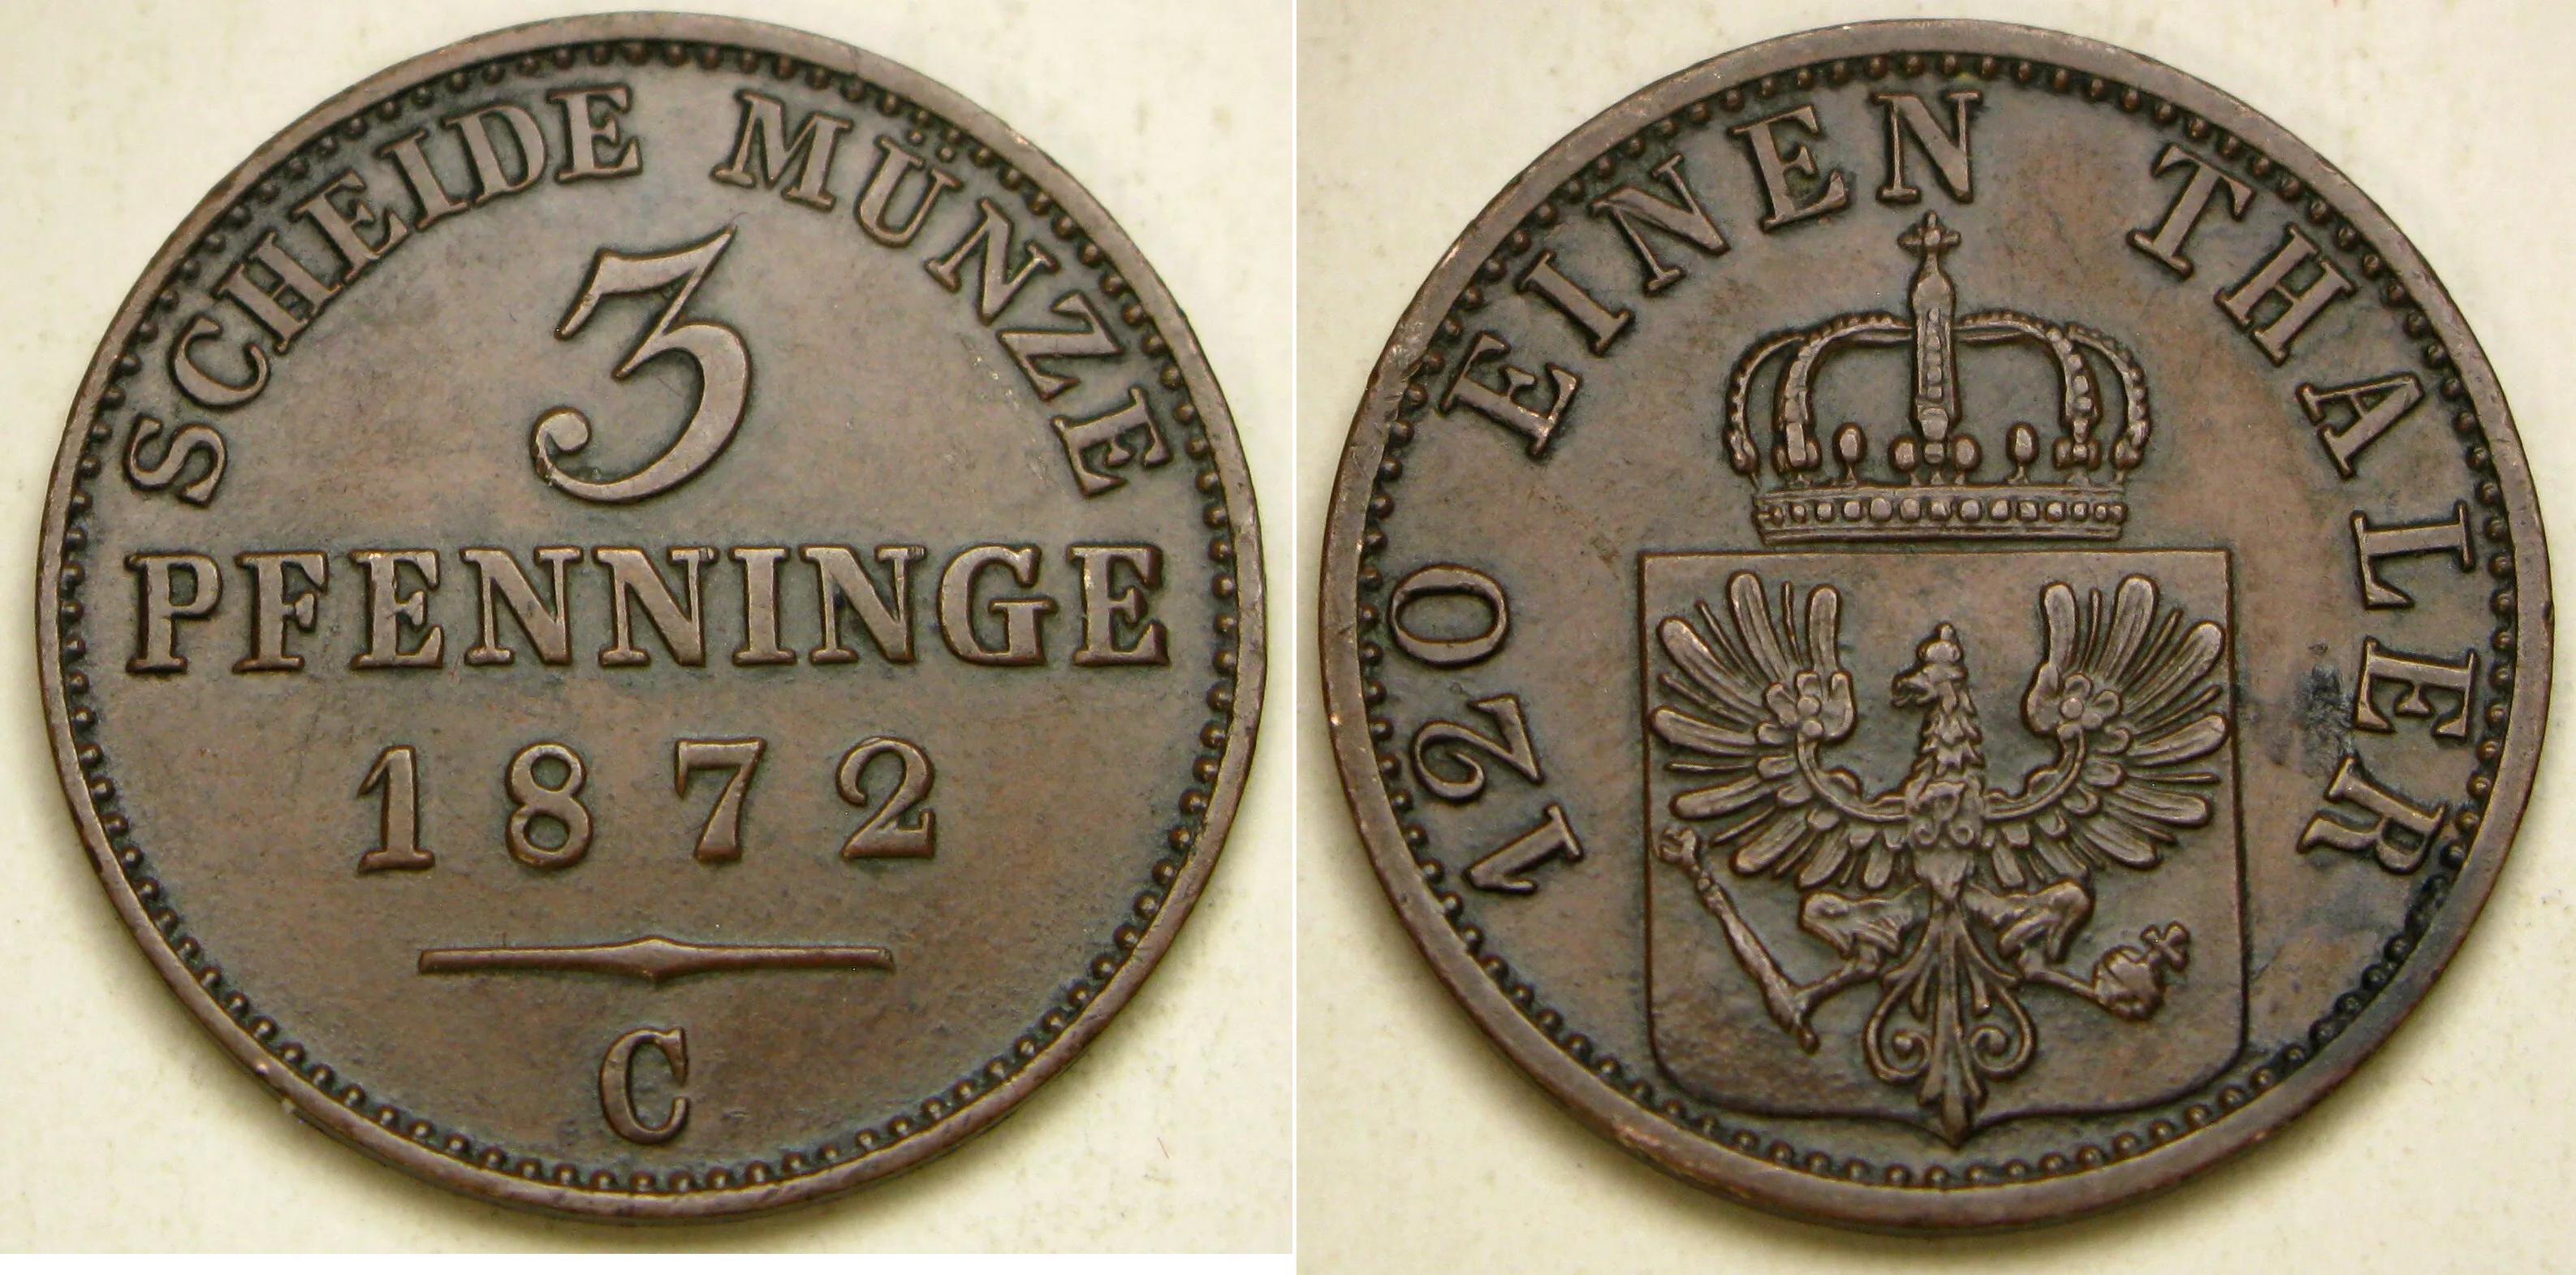 SCHEIDE MÜNZE
3
PFENNINGE
1872
C
120 EINEN THALER